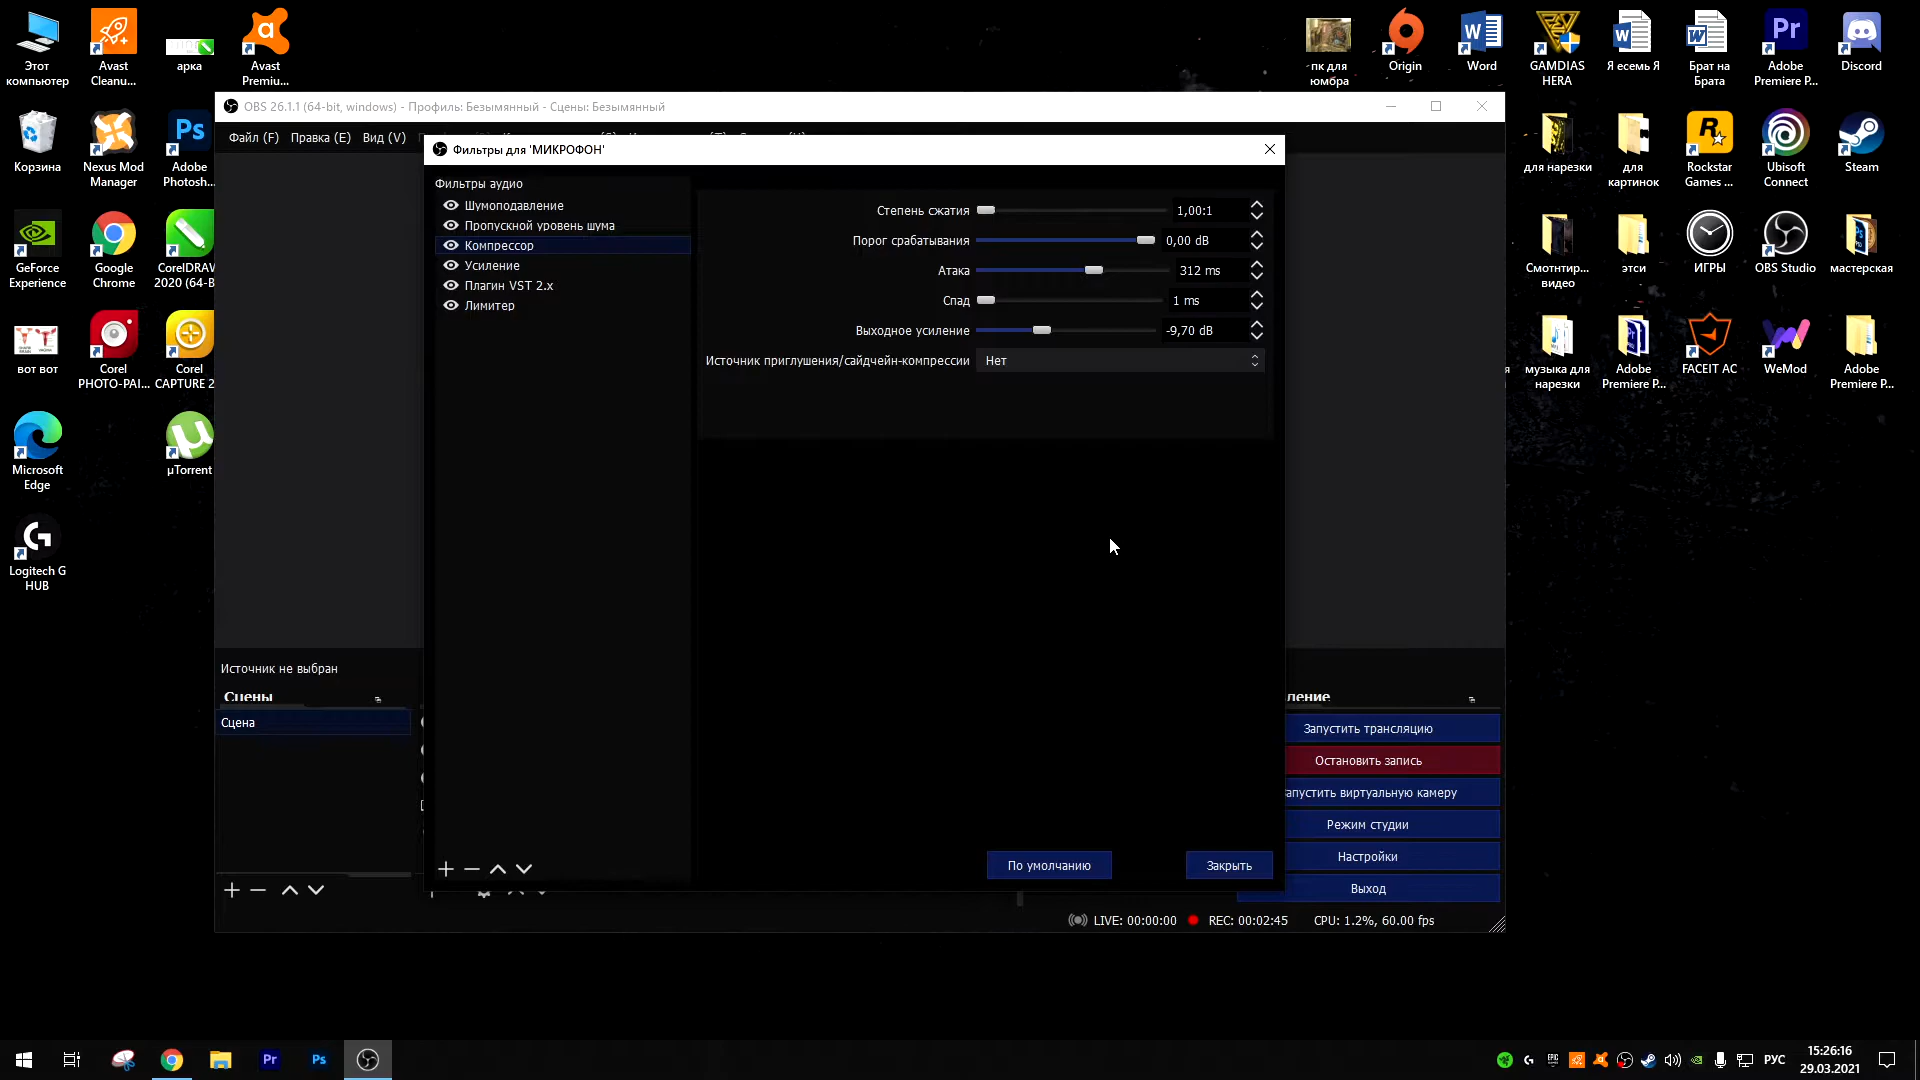 Этот
компьютер
Avast
Cleanu...
арка
Avast
Premiu...
пк для
юмбра
Origin
Word
GAMDIAS
HERA
Я есемь Я
Брат на
Брата
Adobe
Premiere P...
Discord
Корзина
Nexus Mod
Manager
Adobe
Photosh...
для нарезки
для
картинок
Rockstar
Games ...
Ubisoft
Connect
Steam
GeForce
Experience
Google
Chrome
CorelDRAW
2020 (64-B
Смотнтир...
видео
этси
ИГРЫ
OBS Studio
мастерская
вот вот
Corel
PHOTO-PAI...
Corel
CAPTURE 2
музыка для
нарезки
Adobe
Premiere P...
FACEIT AC
WeMod
Adobe
Premiere P...
Microsoft
Edge
µTorrent
Logitech G
HUB
OBS 26.1.1 (64-bit, windows) - Профиль: Безымянный - Сцены: Безымянный
Файл (F) Правка (E) Вид (V)
Фильтры для 'МИКРОФОН'
Фильтры аудио
Шумоподавление
Пропускной уровень шума
Компрессор
Усиление
Плагин VST 2.x
Лимитер
Степень сжатия 1,00:1
Порог срабатывания 0,00 dB
Атака 312 ms
Спад 1 ms
Выходное усиление -9,70 dB
Источник приглушения/сайдчейн-компрессии Нет
По умолчанию Закрыть
Источник не выбран
Сцены
Сцена
ление
Запустить трансляцию
Остановить запись
апустить виртуальную камеру
Режим студии
Настройки
Выход
LIVE: 00:00:00 REC: 00:02:45 CPU: 1.2%, 60.00 fps
Pr Ps
РУС
15:26:16
29.03.2021